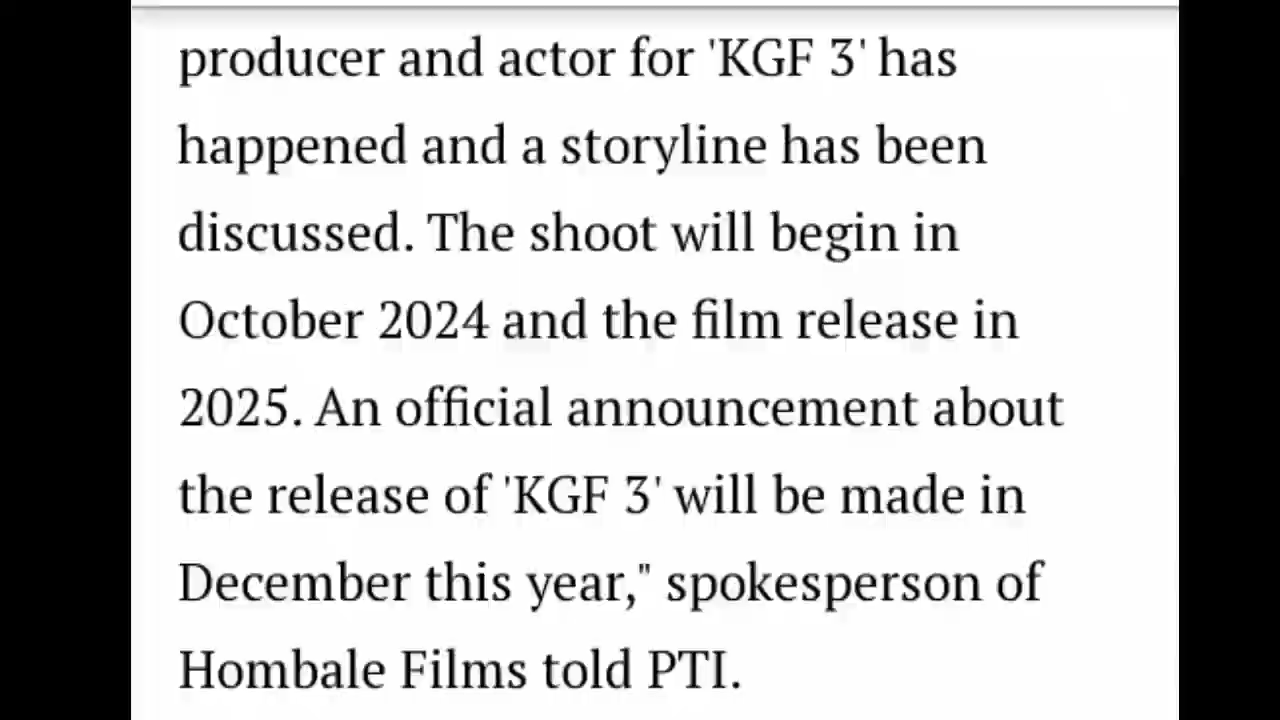 producer and actor for 'KGF 3' has
happened and a storyline has been
discussed. The shoot will begin in
October 2024 and the film release in
2025. An official announcement about
the release of 'KGF 3' will be made in
December this year," spokesperson of
Hombale Films told PTI.